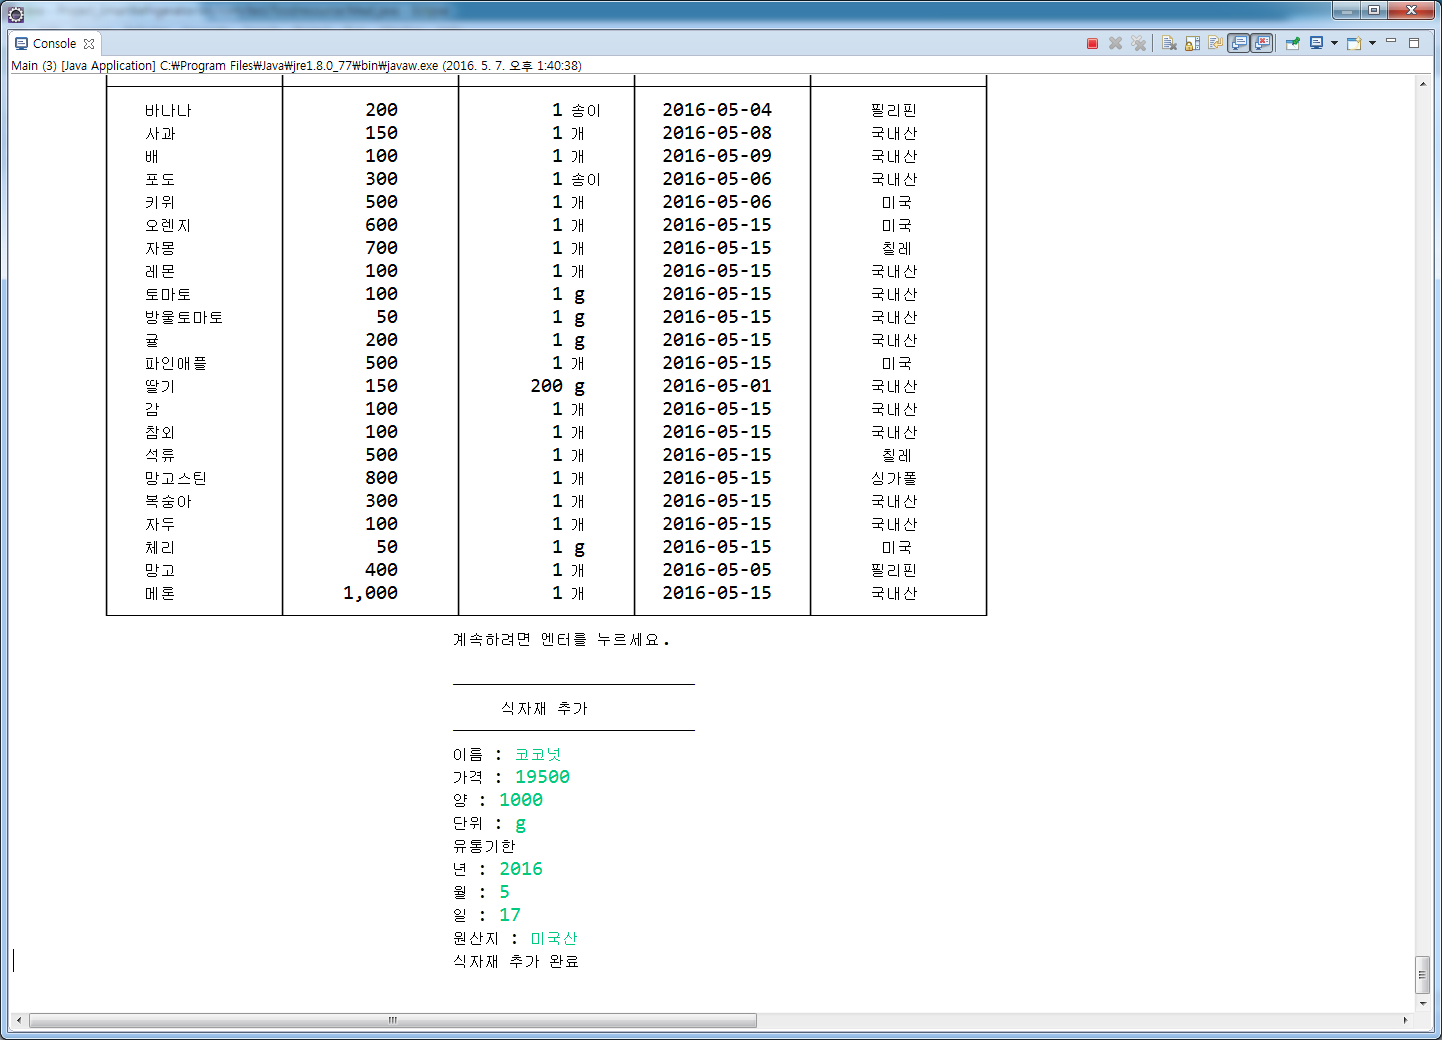 Console
Main (3) [Java Application] C:₩Program Files₩Java₩jre1.8.0_77₩bin₩javaw.exe (2016. 5. 7. 오후 1:40:38)
바나나 200 1 송이 2016-05-04 필리핀
사과 150 1 개 2016-05-08 국내산
배 100 1 개 2016-05-09 국내산
포도 300 1 송이 2016-05-06 국내산
키위 500 1 개 2016-05-06 미국
오렌지 600 1 개 2016-05-15 미국
자몽 700 1 개 2016-05-15 칠레
레몬 100 1 개 2016-05-15 국내산
토마토 100 1 g 2016-05-15 국내산
방울토마토 50 1 g 2016-05-15 국내산
귤 200 1 g 2016-05-15 국내산
파인애플 500 1 개 2016-05-15 미국
딸기 150 200 g 2016-05-01 국내산
감 100 1 개 2016-05-15 국내산
참외 100 1 개 2016-05-15 국내산
석류 500 1 개 2016-05-15 칠레
망고스틴 800 1 개 2016-05-15 싱가폴
복숭아 300 1 개 2016-05-15 국내산
자두 100 1 개 2016-05-15 국내산
체리 50 1 g 2016-05-15 미국
망고 400 1 개 2016-05-05 필리핀
메론 1,000 1 개 2016-05-15 국내산
계속하려면 엔터를 누르세요.
식자재 추가
이름 : 코코넛
가격 : 19500
양 : 1000
단위 : g
유통기한
년 : 2016
월 : 5
일 : 17
원산지 : 미국산
식자재 추가 완료